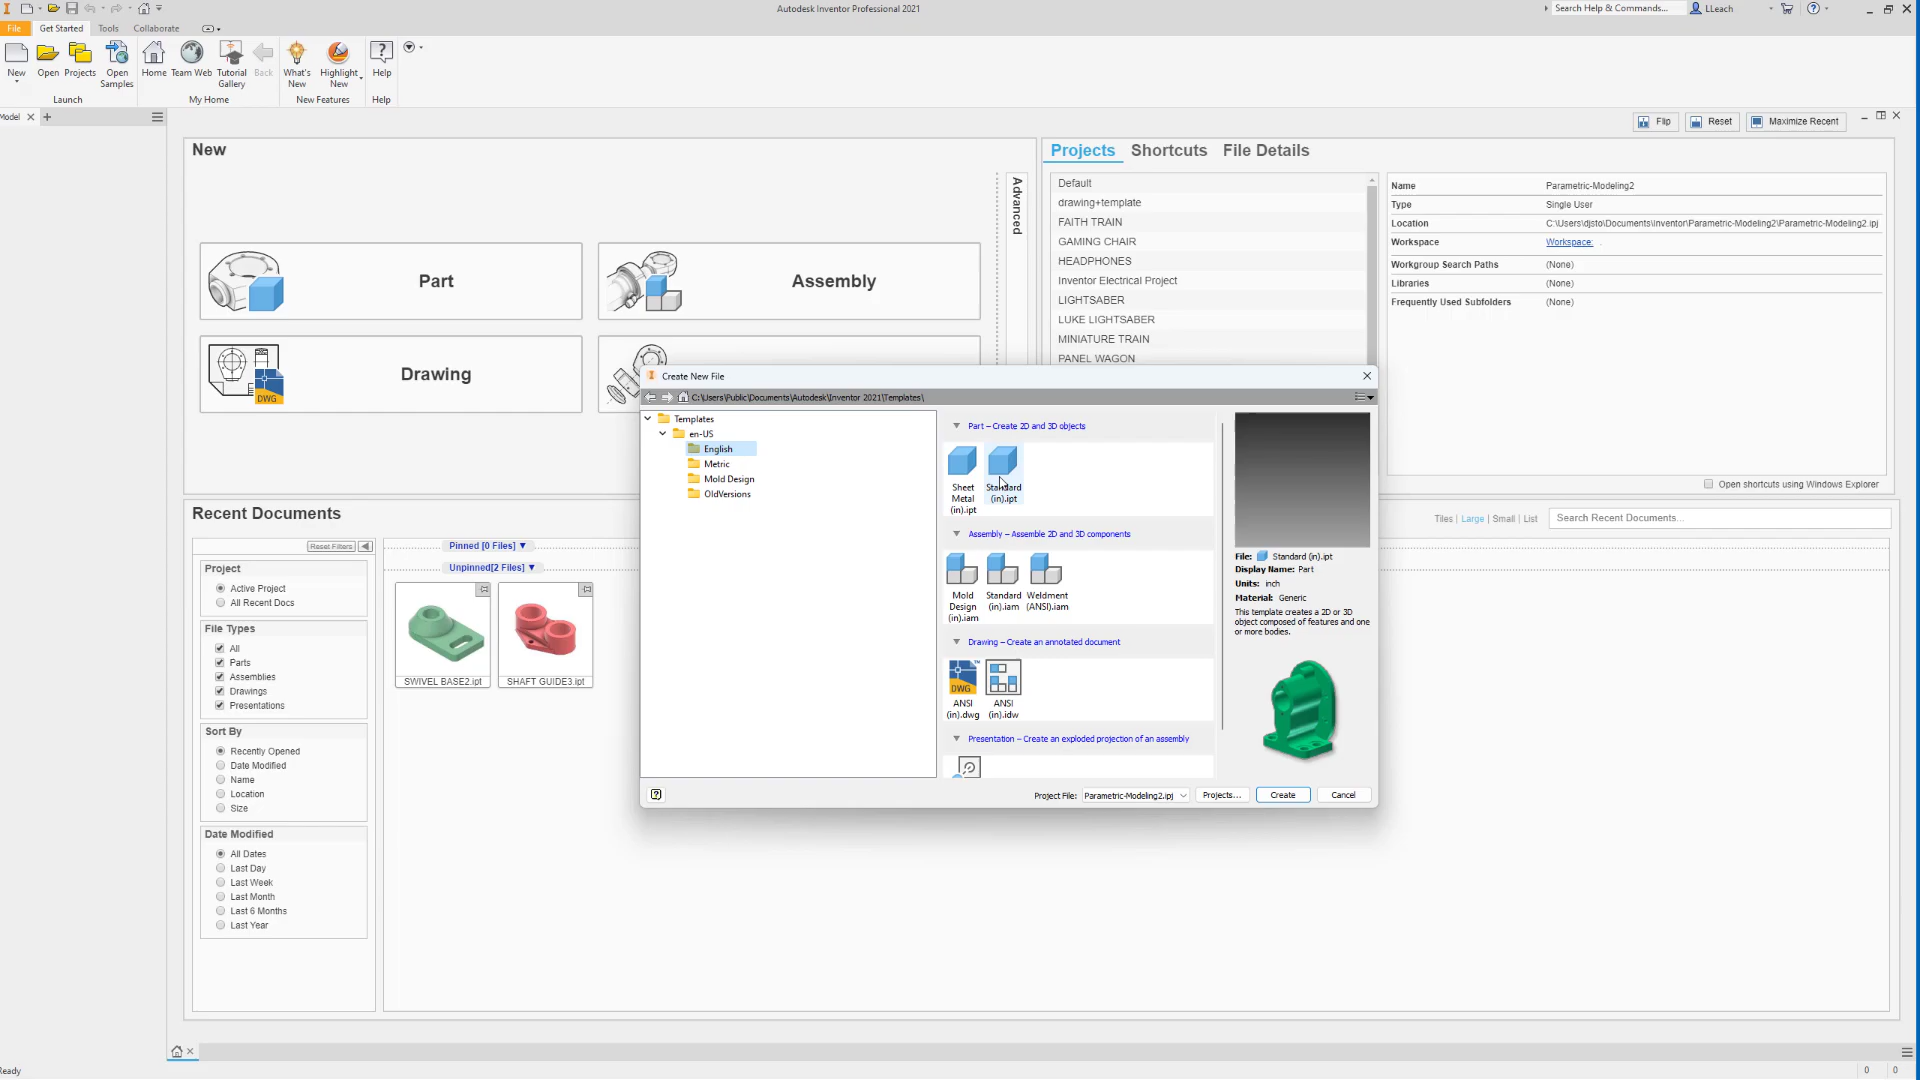 Autodesk Inventor Professional 2021
Search Help & Commands...
LLeach
File
Get Started
Tools
Collaborate
New
Open
Projects
Open Samples
Home
Team Web
Tutorial Gallery
Back
What's New
Highlight New
Help
Launch
My Home
New Features
Help
Model
Flip
Reset
Maximize Recent
New
Part
Assembly
Drawing
DWG
Advanced
Projects
Shortcuts
File Details
Default
drawing+template
FAITH TRAIN
GAMING CHAIR
HEADPHONES
Inventor Electrical Project
LIGHTSABER
LUKE LIGHTSABER
MINIATURE TRAIN
PANEL WAGON
Name Parametric-Modeling2
Type Single User
Location C:\Users\djsto\Documents\Inventor\Parametric-Modeling2\Parametric-Modeling2.ipj
Workspace Workspace: .
Workgroup Search Paths (None)
Libraries (None)
Frequently Used Subfolders (None)
Open shortcuts using Windows Explorer
Create New File
C:\Users\Public\Documents\Autodesk\Inventor 2021\Templates\
Templates
en-US
English
Metric
Mold Design
OldVersions
Part – Create 2D and 3D objects
Sheet
Metal
(in).ipt
Standard
(in).ipt
Assembly – Assemble 2D and 3D components
Mold
Design
(in).iam
Standard
(in).iam
Weldment
(ANSI).iam
Drawing – Create an annotated document
DWG
ANSI
(in).dwg
ANSI
(in).idw
Presentation – Create an exploded projection of an assembly
File: Standard (in).ipt
Display Name: Part
Units: inch
Material: Generic
This template creates a 2D or 3D
object composed of features and one
or more bodies.
Project File: Parametric-Modeling2.ipj
Projects...
Create
Cancel
Recent Documents
Tiles | Large | Small | List
Search Recent Documents...
Reset Filters
Project
Active Project
All Recent Docs
File Types
All
Parts
Assemblies
Drawings
Presentations
Sort By
Recently Opened
Date Modified
Name
Location
Size
Date Modified
All Dates
Last Day
Last Week
Last Month
Last 6 Months
Last Year
Pinned [0 Files]
Unpinned[2 Files]
SWIVEL BASE2.ipt
SHAFT GUIDE3.ipt
Ready
0 0